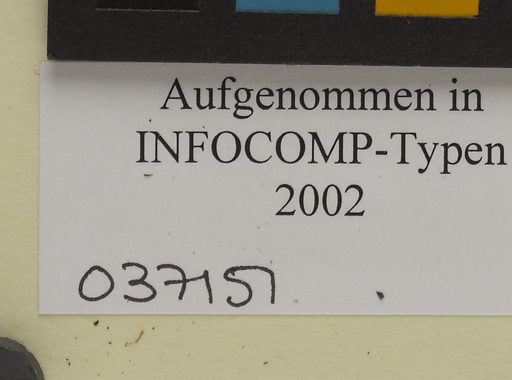 Aufgenommen in
INFOCOMP-Typen
2002
037151